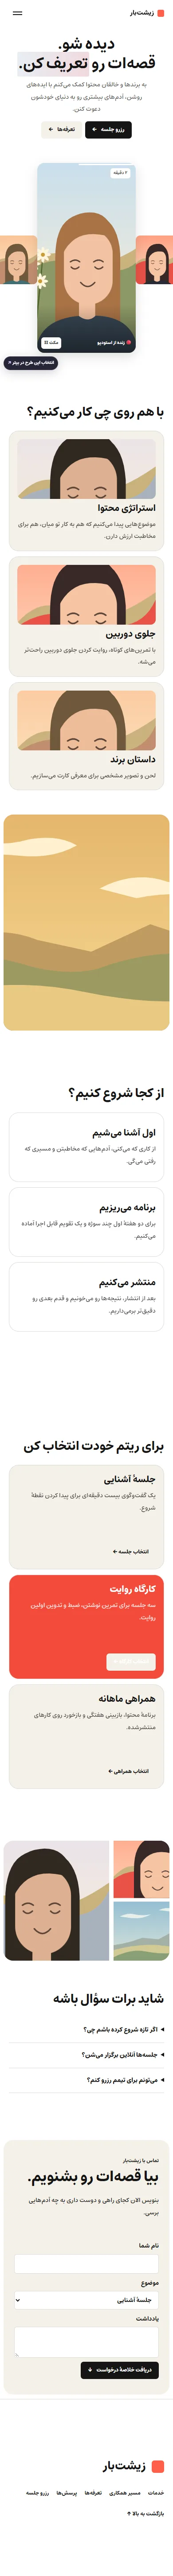 زیشت‌بار
دیده شو.
قصه‌ات رو تعریف کن.
به برندها و خالقان محتوا کمک می‌کنیم با ایده‌های
روشن، آدم‌های بیشتری رو به دنیای خودشون
دعوت کنن.
رزرو جلسه ←
تعرفه‌ها ←
۲ دقیقه
زنده از استودیو
مکث
انتخاب این طرح در پیتر
با هم روی چی کار می‌کنیم؟
استراتژی محتوا
موضوع‌هایی پیدا می‌کنیم که هم به کار تو میان، هم برای
مخاطبت ارزش دارن.
جلوی دوربین
با تمرین‌های کوتاه، روایت کردن جلوی دوربین راحت‌تر
می‌شه.
داستان برند
لحن و تصویر مشخصی برای معرفی کارت می‌سازیم.
از کجا شروع کنیم؟
اول آشنا می‌شیم
از کاری که می‌کنی، آدم‌هایی که مخاطبتن و مسیری که
رفتی می‌گی.
برنامه می‌ریزیم
برای دو هفتهٔ اول چند سوژه و یک تقویم قابل اجرا آماده
می‌کنیم.
منتشر می‌کنیم
بعد از انتشار، نتیجه‌ها رو می‌خونیم و قدم بعدی رو
دقیق‌تر برمی‌داریم.
برای ریتم خودت انتخاب کن
جلسهٔ آشنایی
یک گفت‌وگوی بیست دقیقه‌ای برای پیدا کردن نقطهٔ
شروع.
انتخاب جلسه ←
کارگاه روایت
سه جلسه برای تمرین نوشتن، ضبط و تدوین اولین
روایت.
همراهی ماهانه
برنامهٔ محتوا، بازبینی هفتگی و بازخورد روی کارهای
منتشرشده.
انتخاب همراهی ←
شاید برات سؤال باشه
اگر تازه شروع کرده باشم چی؟
جلسه‌ها آنلاین برگزار می‌شن؟
می‌تونم برای تیمم رزرو کنم؟
تماس با زیشت‌بار
بیا قصه‌ات رو بشنویم.
بنویس الان کجای راهی و دوست داری به چه آدم‌هایی
برسی.
نام شما
موضوع
جلسهٔ آشنایی
یادداشت
دریافت خلاصهٔ درخواست ↓
زیشت‌بار
خدمات مسیر همکاری تعرفه‌ها پرسش‌ها رزرو جلسه
بازگشت به بالا ↑